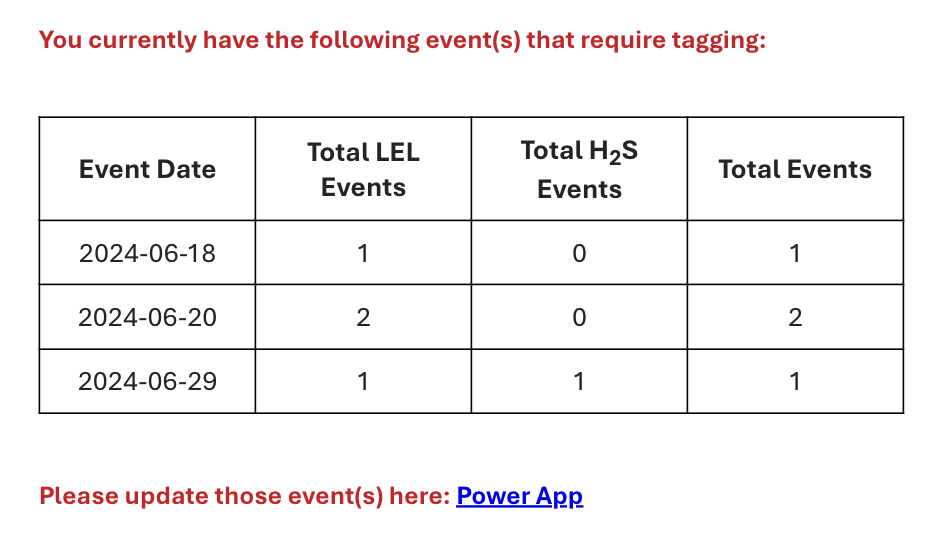 You currently have the following event(s) that require tagging:
Event Date
Total LEL
Events
Total H₂S
Events
Total Events
2024-06-18
1
0
1
2024-06-20
2
0
2
2024-06-29
1
1
1
Please update those event(s) here: Power App